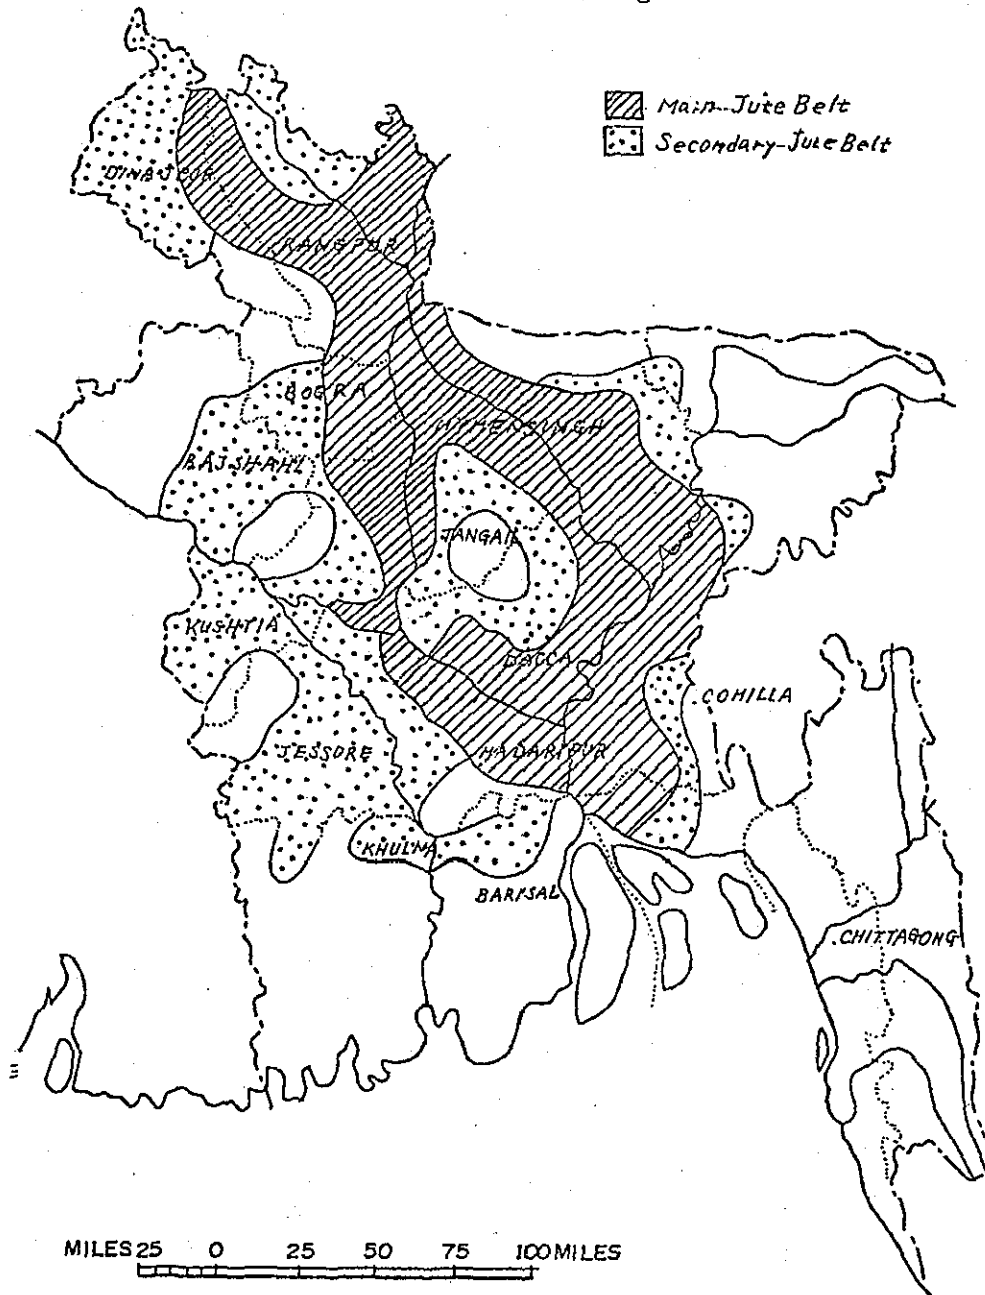 Main-Jute Belt
Secondary-Jute Belt
DINAJPUR
RANGPUR
BOGRA
MYMENSINGH
RAJSHAHI
JANGAIL
KUSHTIA
DACCA
COMILLA
JESSORE
MADARIPUR
KHULNA
BARISAL
CHITTAGONG
MILES 25 0 25 50 75 100 MILES